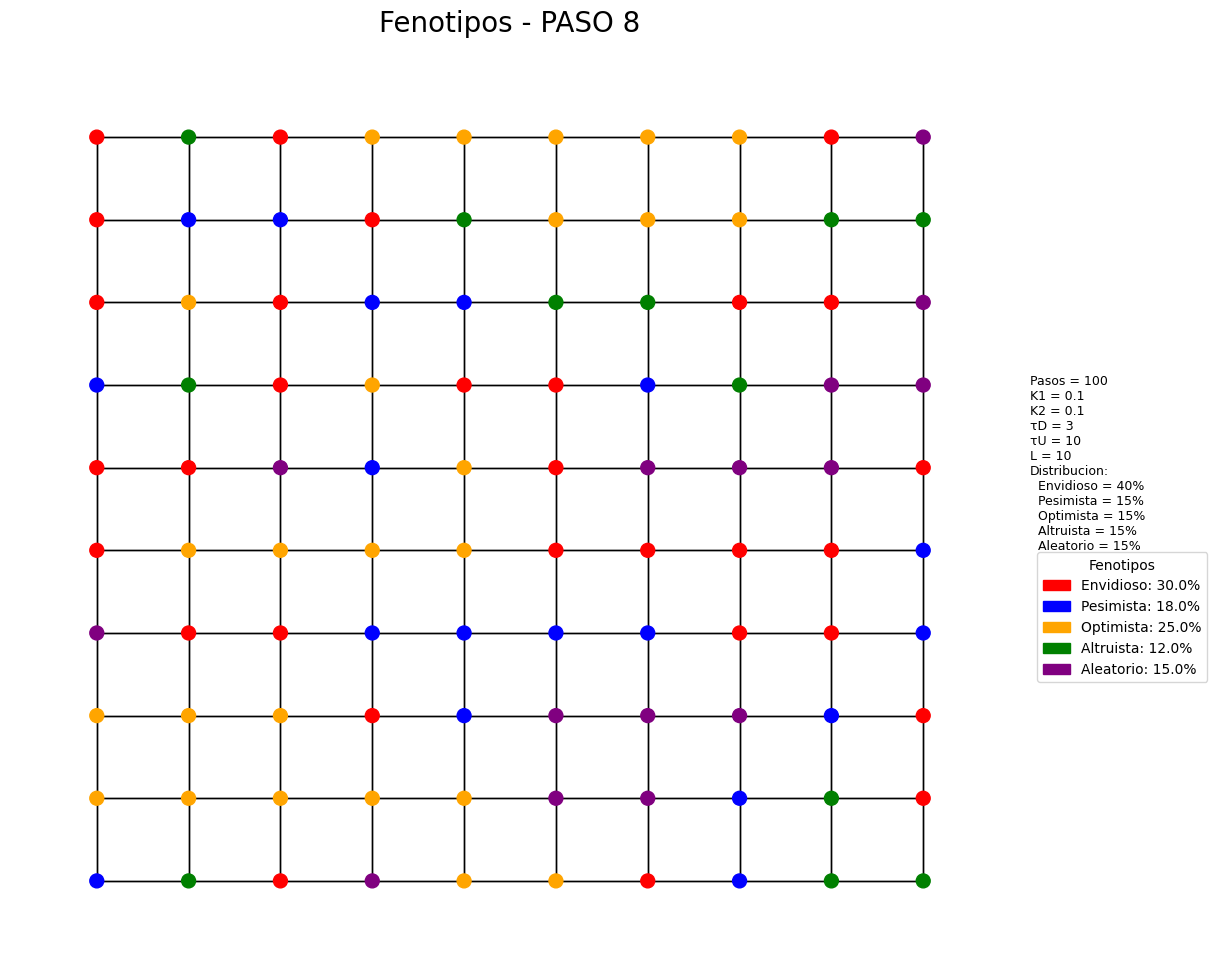 Fenotipos - PASO 8
Pasos = 100
K1 = 0.1
K2 = 0.1
τD = 3
τU = 10
L = 10
Distribucion:
Envidioso = 40%
Pesimista = 15%
Optimista = 15%
Altruista = 15%
Aleatorio = 15%
Fenotipos
Envidioso: 30.0%
Pesimista: 18.0%
Optimista: 25.0%
Altruista: 12.0%
Aleatorio: 15.0%